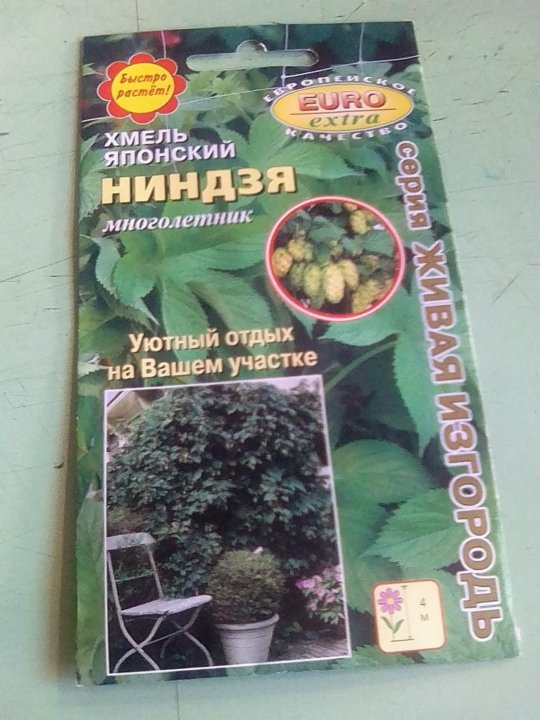 Быстро
растёт!
ЕВРОПЕЙСКОЕ
EURO
extra
КАЧЕСТВО
ХМЕЛЬ
ЯПОНСКИЙ
НИНДЗЯ
многолетник
серия ЖИВАЯ ИЗГОРОДЬ
Уютный отдых
на Вашем участке
4
м